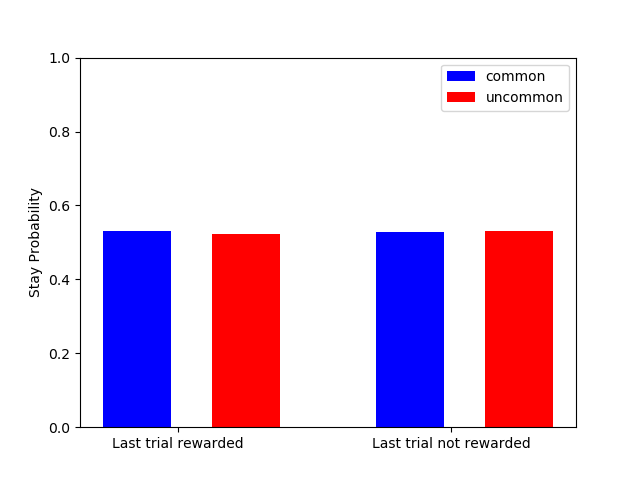 1.0
0.8
0.6
0.4
0.2
0.0
Stay Probability
common
uncommon
Last trial rewarded
Last trial not rewarded